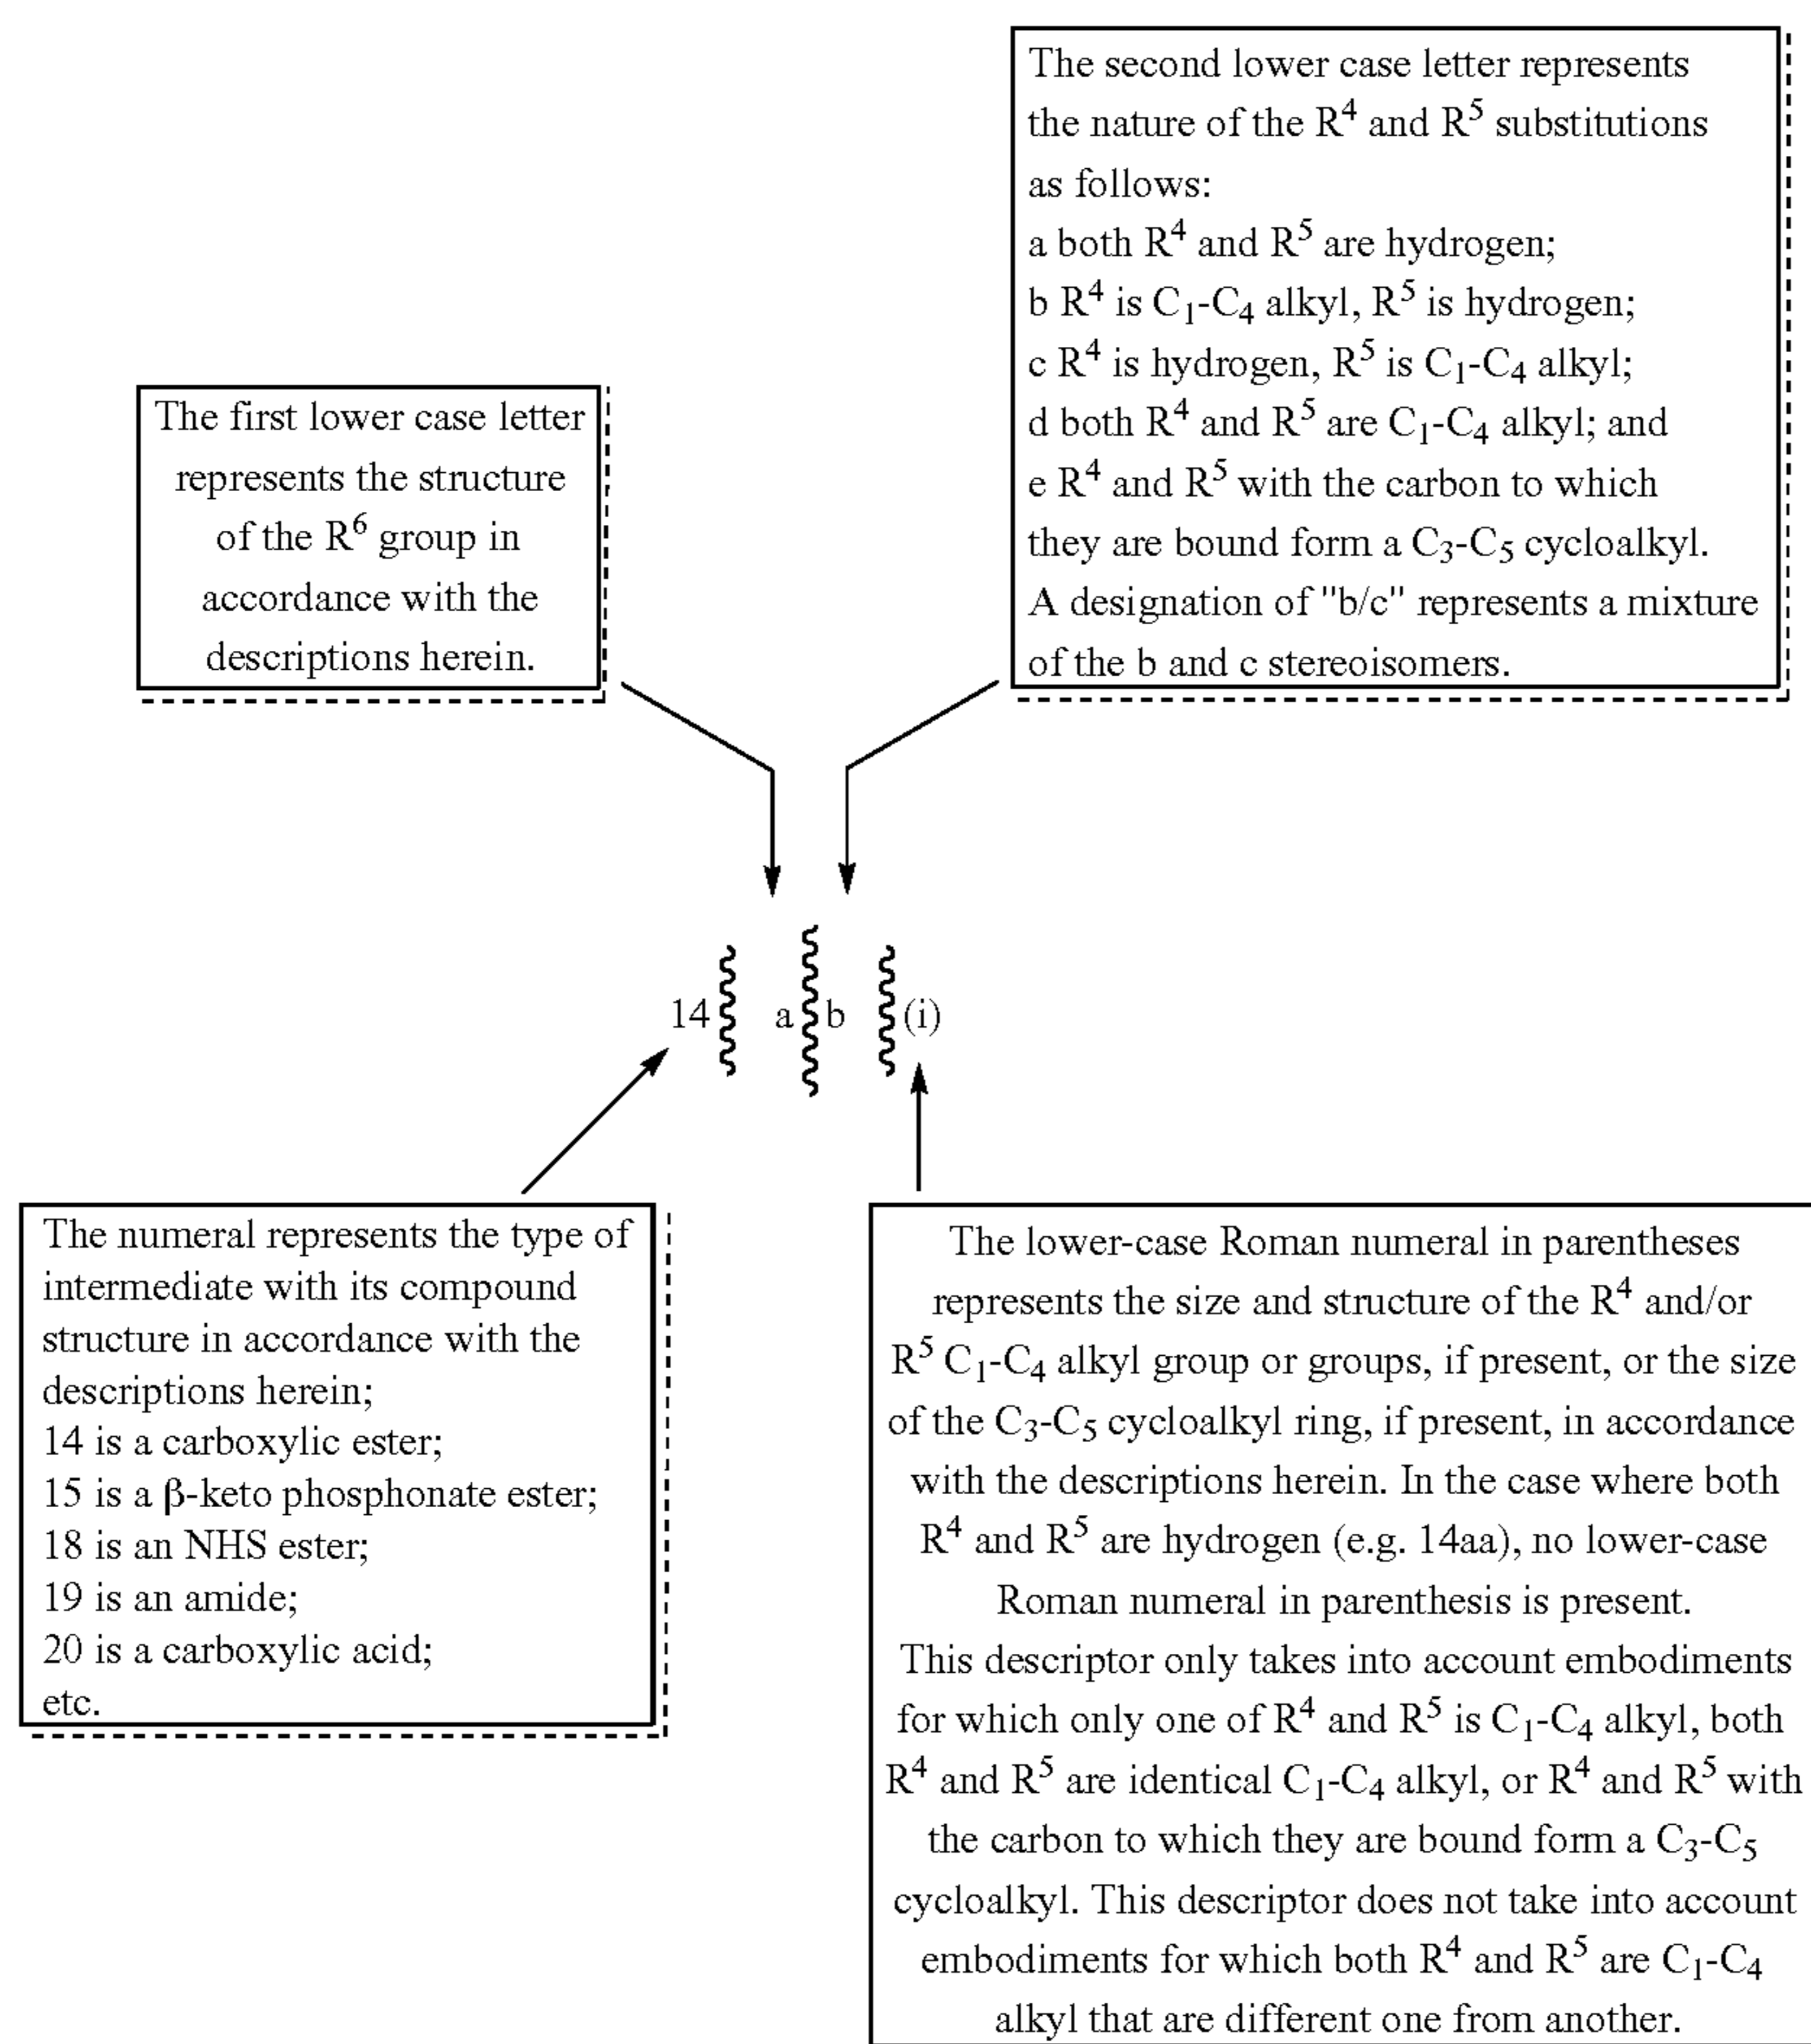 The second lower case letter represents
the nature of the R⁴ and R⁵ substitutions
as follows:
a both R⁴ and R⁵ are hydrogen;
b R⁴ is C₁-C₄ alkyl, R⁵ is hydrogen;
c R⁴ is hydrogen, R⁵ is C₁-C₄ alkyl;
d both R⁴ and R⁵ are C₁-C₄ alkyl; and
e R⁴ and R⁵ with the carbon to which
they are bound form a C₃-C₅ cycloalkyl.
A designation of "b/c" represents a mixture
of the b and c stereoisomers.
The first lower case letter
represents the structure
of the R⁶ group in
accordance with the
descriptions herein.
14 a b (i)
The numeral represents the type of
intermediate with its compound
structure in accordance with the
descriptions herein;
14 is a carboxylic ester;
15 is a β-keto phosphonate ester;
18 is an NHS ester;
19 is an amide;
20 is a carboxylic acid;
etc.
The lower-case Roman numeral in parentheses
represents the size and structure of the R⁴ and/or
R⁵ C₁-C₄ alkyl group or groups, if present, or the size
of the C₃-C₅ cycloalkyl ring, if present, in accordance
with the descriptions herein. In the case where both
R⁴ and R⁵ are hydrogen (e.g. 14aa), no lower-case
Roman numeral in parenthesis is present.
This descriptor only takes into account embodiments
for which only one of R⁴ and R⁵ is C₁-C₄ alkyl, both
R⁴ and R⁵ are identical C₁-C₄ alkyl, or R⁴ and R⁵ with
the carbon to which they are bound form a C₃-C₅
cycloalkyl. This descriptor does not take into account
embodiments for which both R⁴ and R⁵ are C₁-C₄
alkyl that are different one from another.